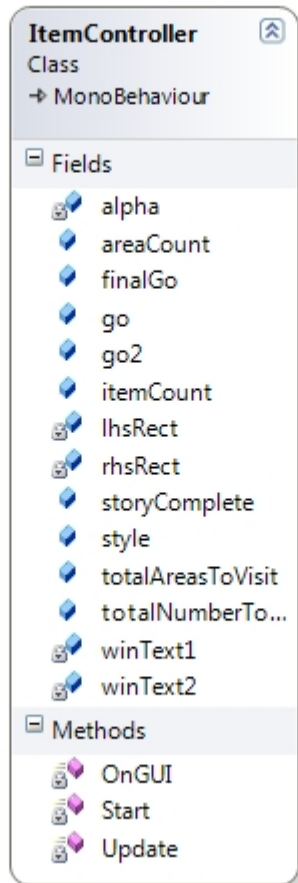 ItemController
Class
MonoBehaviour
Fields
alpha
areaCount
finalGo
go
go2
itemCount
lhsRect
rhsRect
storyComplete
style
totalAreasToVisit
totalNumberTo...
winText1
winText2
Methods
OnGUI
Start
Update